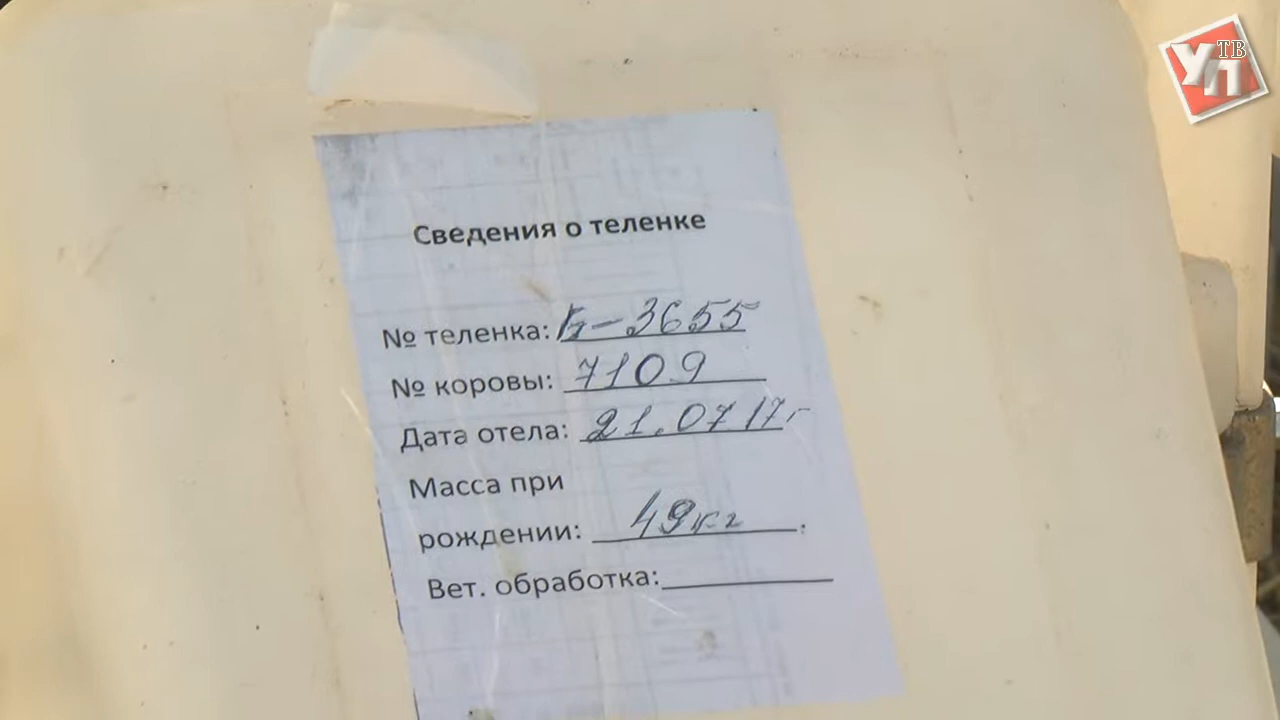 УП ТВ
Сведения о теленке
№ теленка: Б-3655
№ коровы: 7109
Дата отела: 21.07 17г
Масса при
рождении: 49кг.
Вет. обработка: